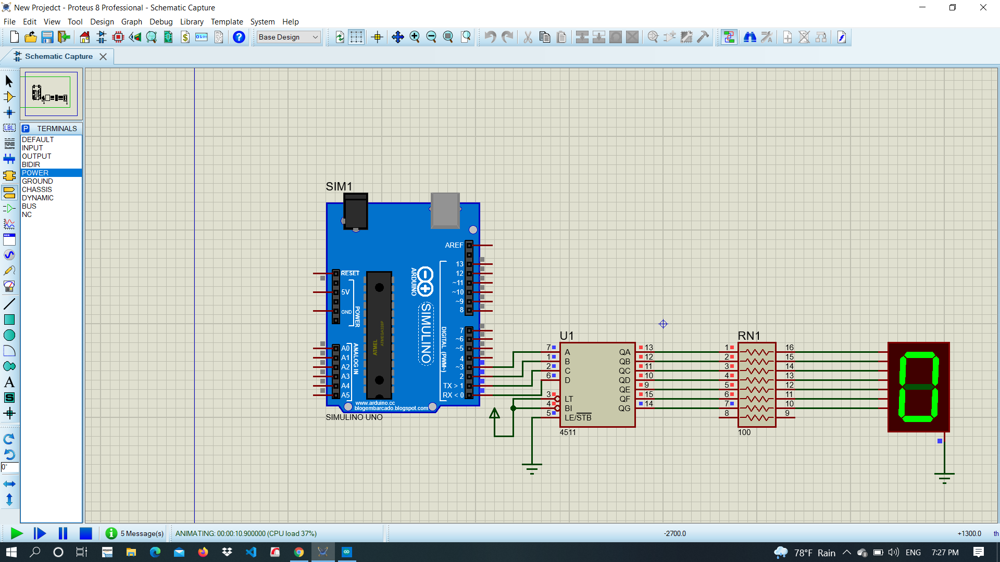 New Projedct - Proteus 8 Professional - Schematic Capture
File Edit View Tool Design Graph Debug Library Template System Help
Base Design
Schematic Capture
P TERMINALS
DEFAULT
INPUT
OUTPUT
BIDIR
POWER
GROUND
CHASSIS
DYNAMIC
BUS
NC
LBL
A
S
0°
SIM1
AREF
13
12
~11
~10
~9
8
7
~6
~5
4
~3
2
TX > 1
RX < 0
RESET
5V
GND
POWER
A0
A1
A2
A3
A4
A5
ANALOG IN
ATMEL
ATMEGA328P
ARDUINO
SIMULINO
DIGITAL (PWM~)
www.arduino.cc
blogembarcado.blogspot.com
SIMULINO UNO
U1
7 A QA 13
1 B QB 12
2 C QC 11
6 D QD 10
QE 9
3 LT QF 15
4 BI QG 14
5 LE/STB
4511
RN1
1 16
2 15
3 14
4 13
5 12
6 11
7 10
8 9
100
5 Message(s) ANIMATING: 00:00:10.900000 (CPU load 37%) -2700.0 +1300.0 th
78°F Rain ENG 7:27 PM